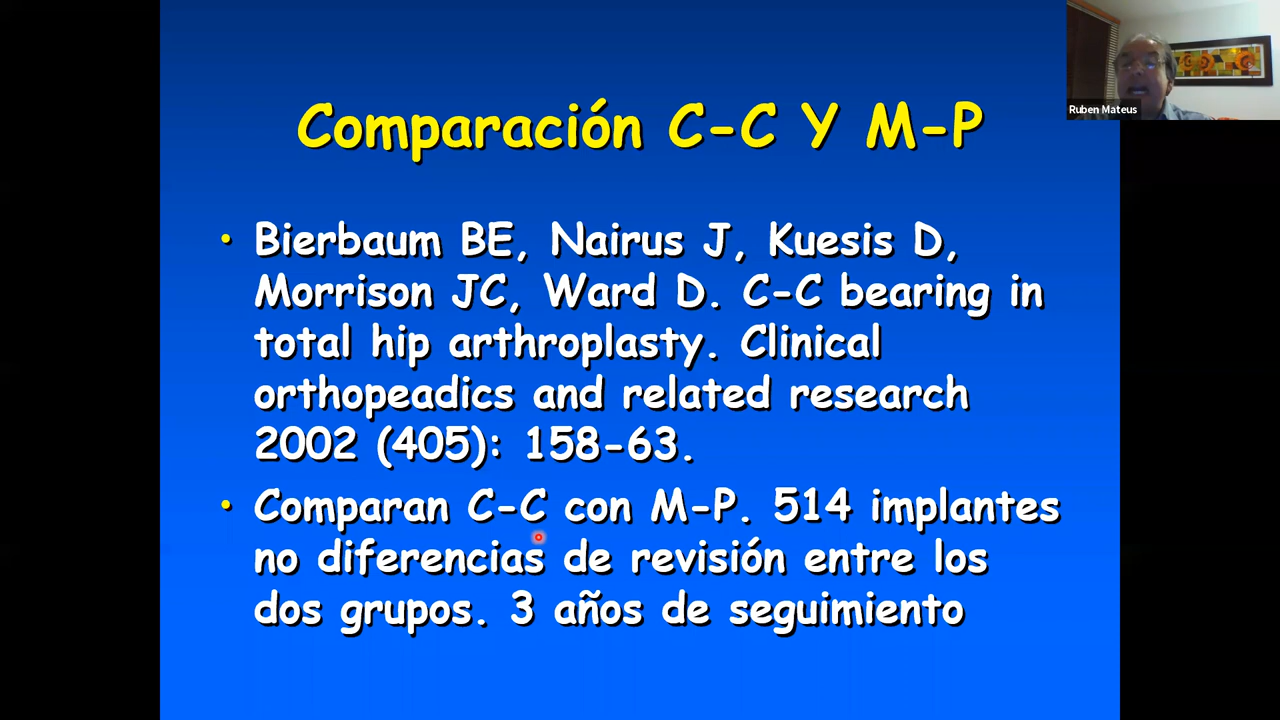 Comparación C-C Y M-P
• Bierbaum BE, Nairus J, Kuesis D,
Morrison JC, Ward D. C-C bearing in
total hip arthroplasty. Clinical
orthopeadics and related research
2002 (405): 158-63.
• Comparan C-C con M-P. 514 implantes
no diferencias de revisión entre los
dos grupos. 3 años de seguimiento
Ruben Mateus